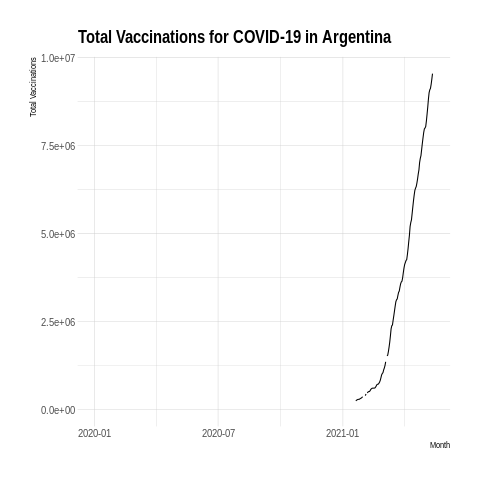 Total Vaccinations for COVID-19 in Argentina
Total Vaccinations
1.0e+07
7.5e+06
5.0e+06
2.5e+06
0.0e+00
2020-01 2020-07 2021-01
Month